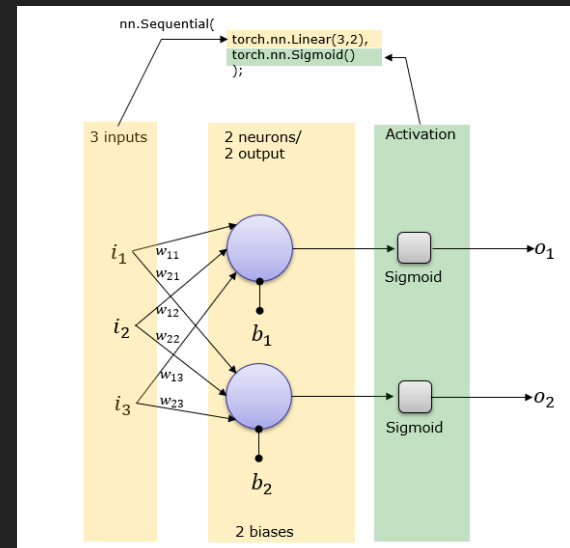 nn.Sequential(
torch.nn.Linear(3,2),
torch.nn.Sigmoid()
);
3 inputs
2 neurons/
2 output
Activation
i₁
w₁₁
w₂₁
w₁₂
i₂
w₂₂
w₁₃
i₃
w₂₃
b₁
Sigmoid
o₁
b₂
Sigmoid
o₂
2 biases